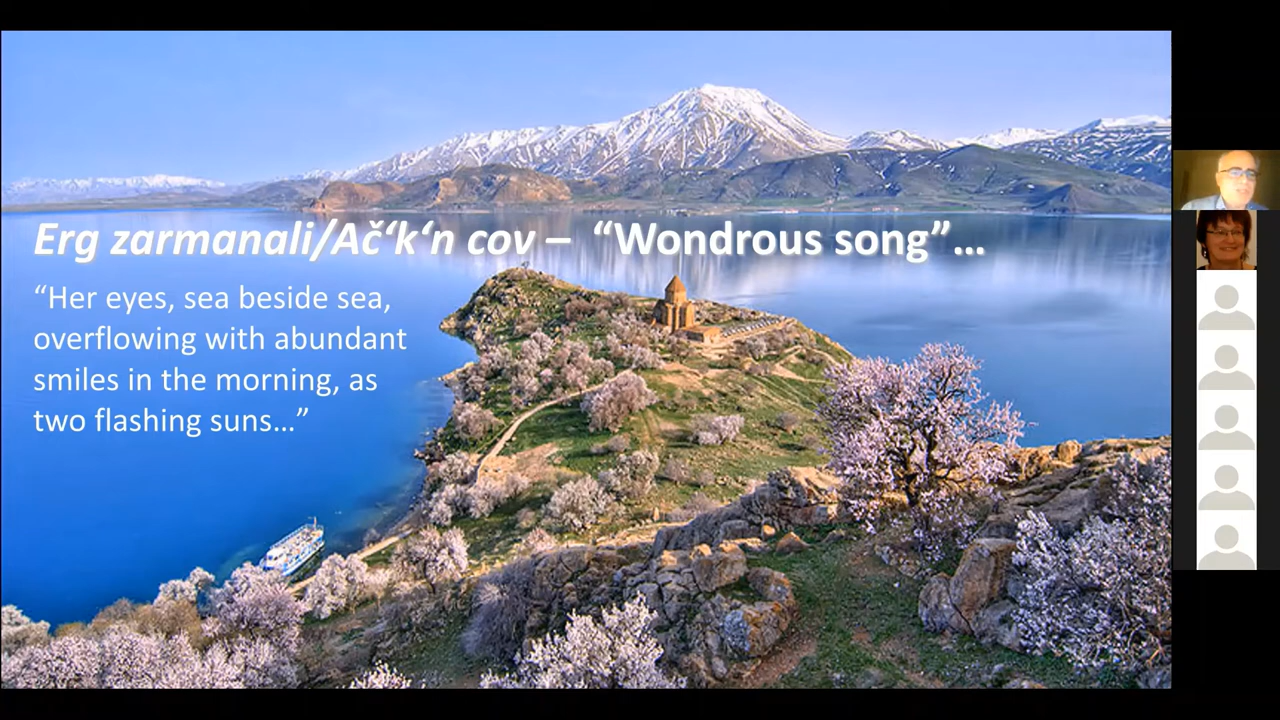 Erg zarmanali/Ač‘k‘n cov – “Wondrous song”…
“Her eyes, sea beside sea,
overflowing with abundant
smiles in the morning, as
two flashing suns…”